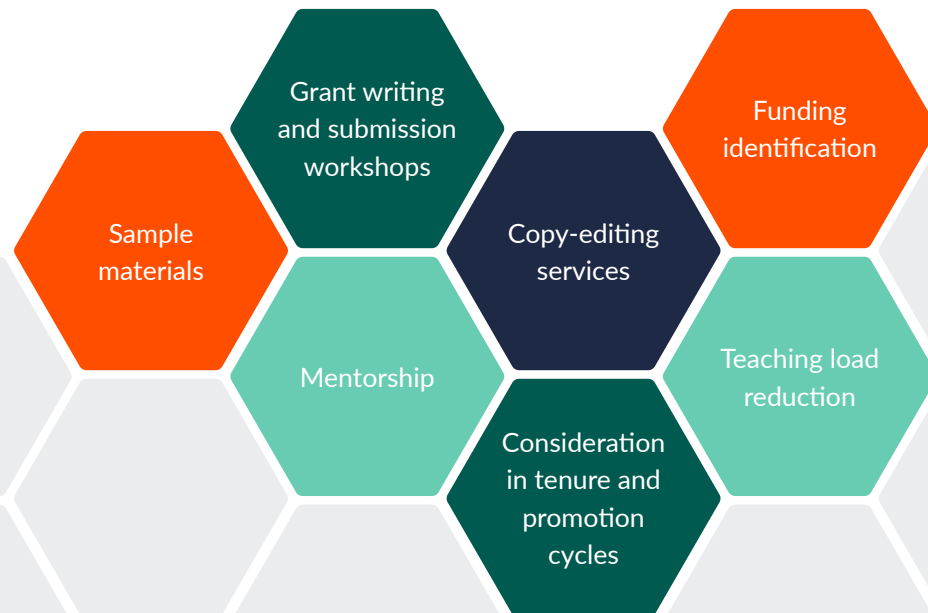 Grant writing
and submission
workshops
Funding
identification
Sample
materials
Copy-editing
services
Mentorship
Teaching load
reduction
Consideration
in tenure and
promotion
cycles